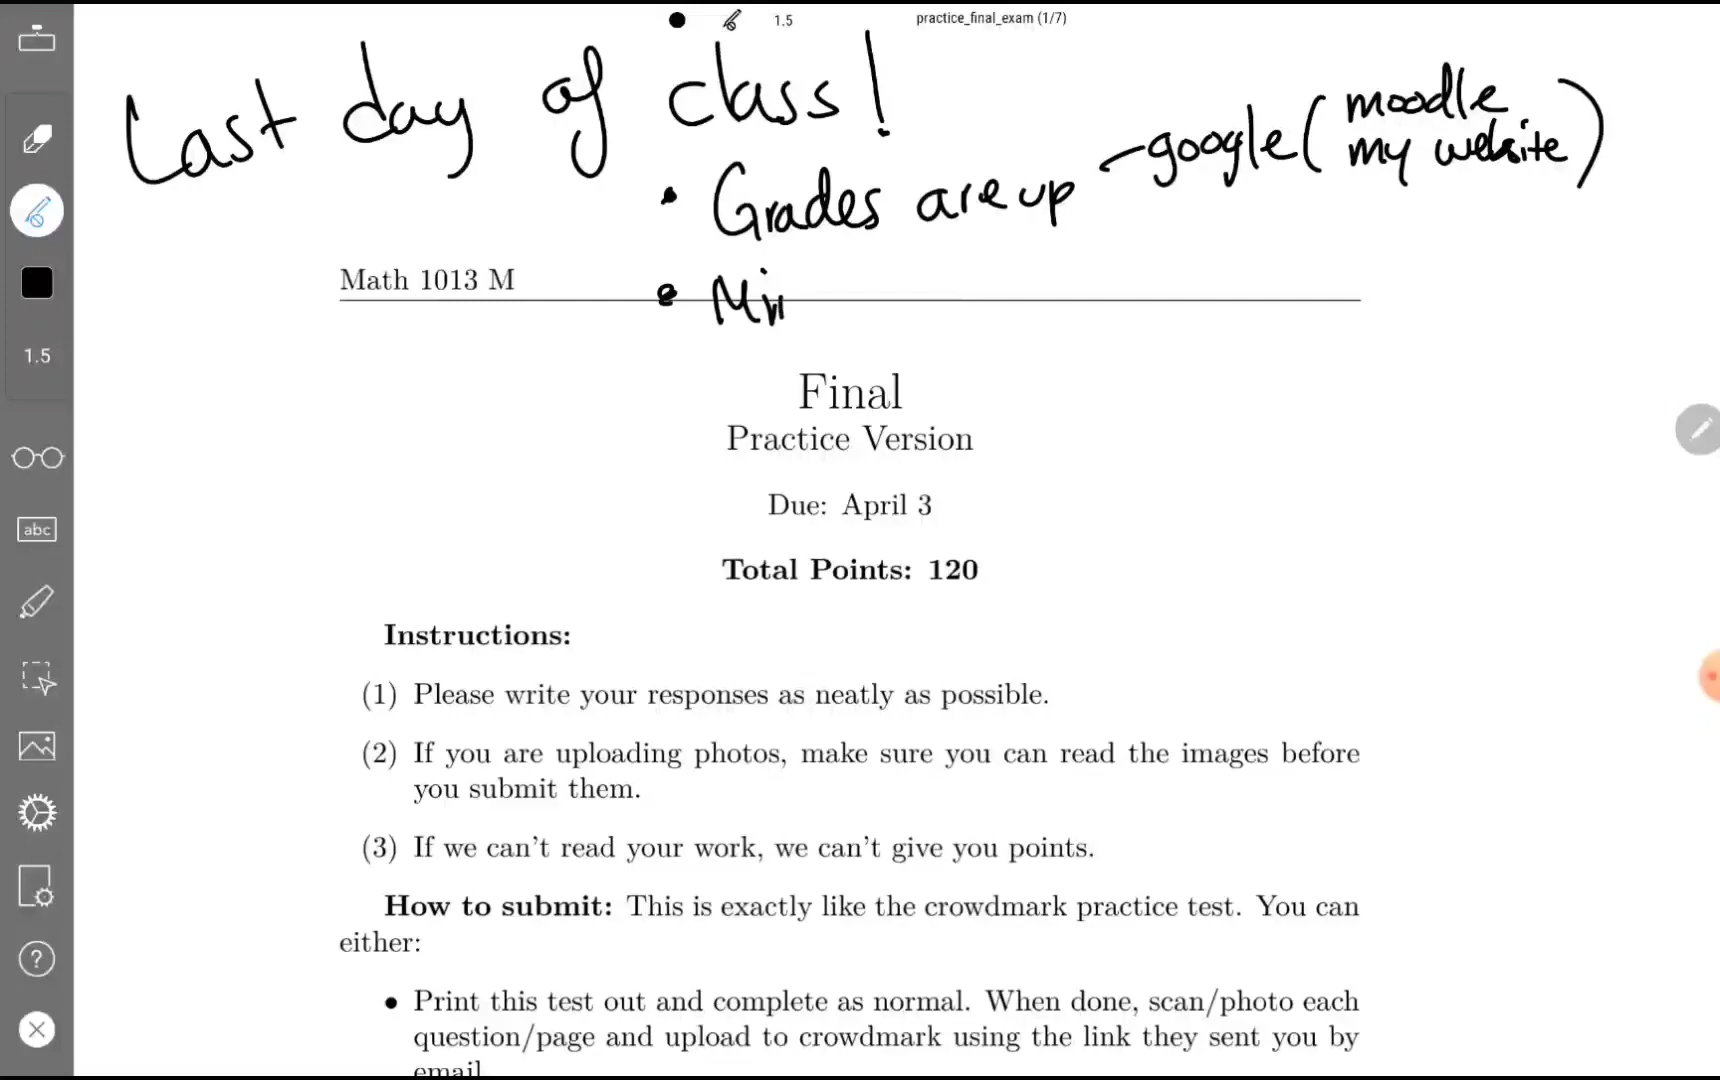 1.5 practice_final_exam (1/7)
Last day of class!
• Grades are up - google ( moodle
my website )
Math 1013 M
• Min
Final
Practice Version
Due: April 3
Total Points: 120
Instructions:
(1) Please write your responses as neatly as possible.
(2) If you are uploading photos, make sure you can read the images before
you submit them.
(3) If we can't read your work, we can't give you points.
How to submit: This is exactly like the crowdmark practice test. You can
either:
• Print this test out and complete as normal. When done, scan/photo each
question/page and upload to crowdmark using the link they sent you by
email
1.5
abc